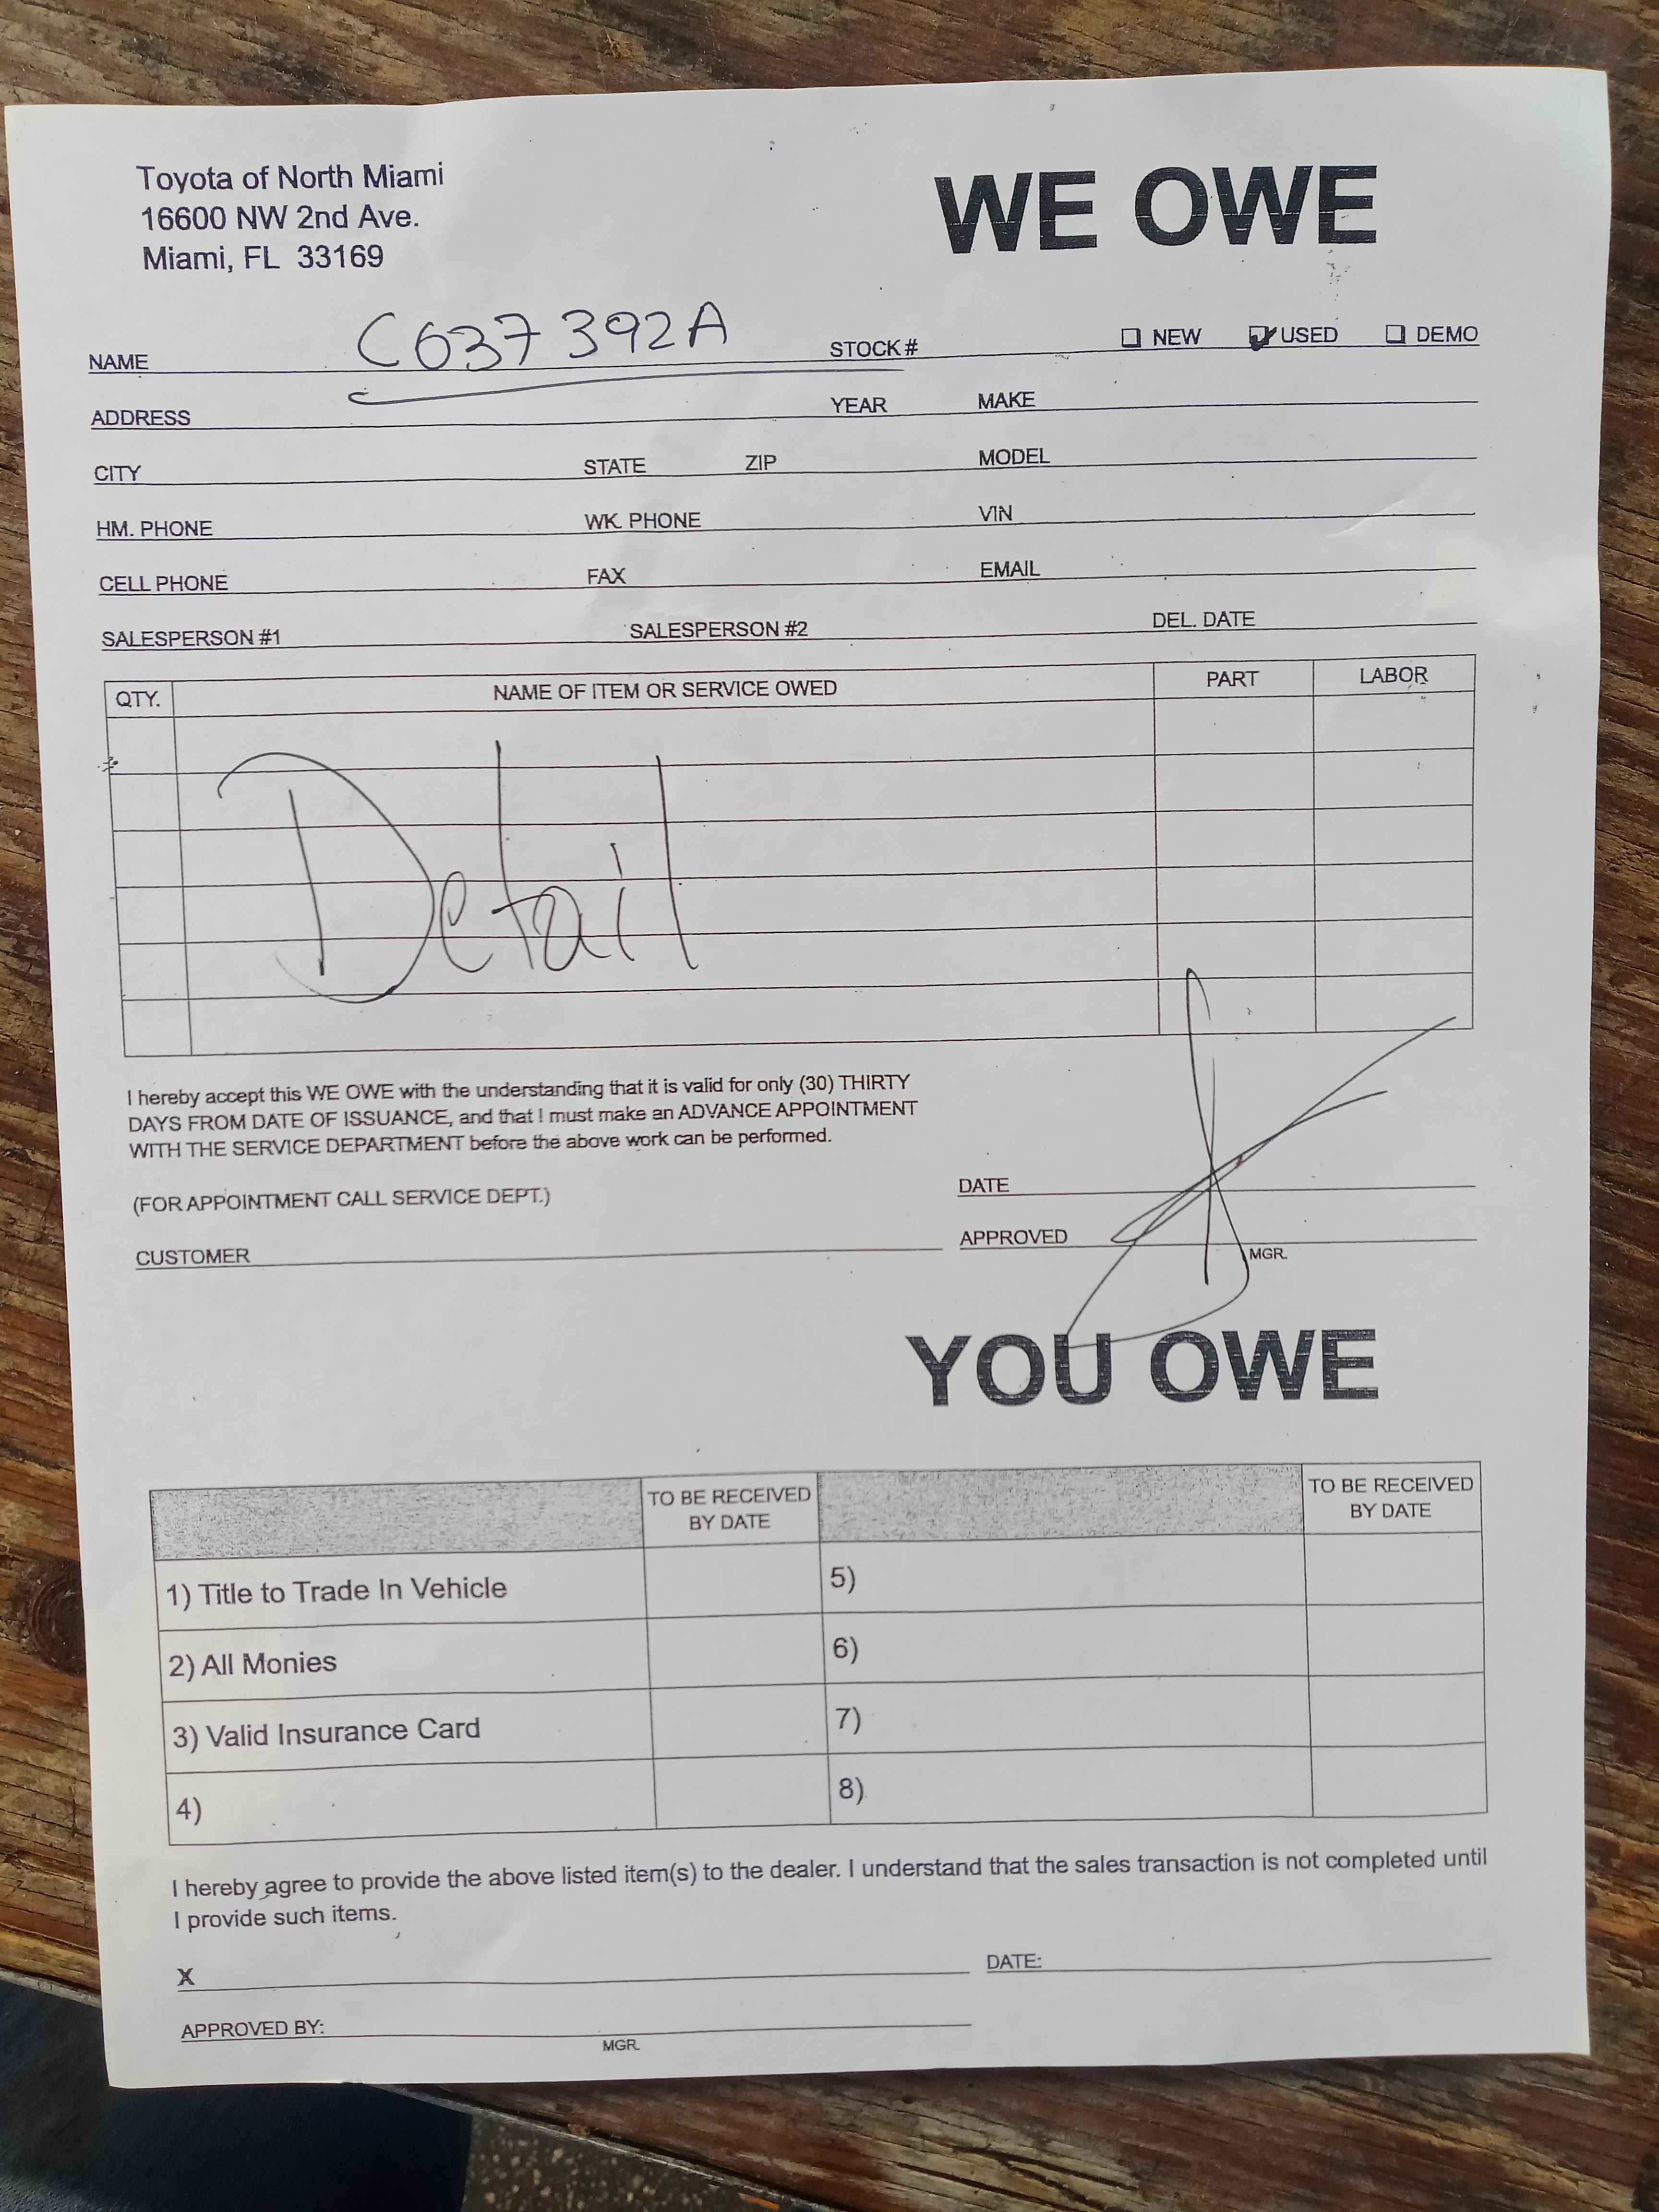 Toyota of North Miami
16600 NW 2nd Ave.
Miami, FL 33169
WE OWE
NAME C037392A STOCK # NEW USED DEMO
ADDRESS YEAR MAKE
CITY STATE ZIP MODEL
HM. PHONE WK. PHONE VIN
CELL PHONE FAX EMAIL
SALESPERSON #1 SALESPERSON #2 DEL. DATE
QTY. NAME OF ITEM OR SERVICE OWED PART LABOR
Detail
I hereby accept this WE OWE with the understanding that it is valid for only (30) THIRTY
DAYS FROM DATE OF ISSUANCE, and that I must make an ADVANCE APPOINTMENT
WITH THE SERVICE DEPARTMENT before the above work can be performed.
(FOR APPOINTMENT CALL SERVICE DEPT.)
DATE
CUSTOMER APPROVED
MGR.
YOU OWE
TO BE RECEIVED BY DATE TO BE RECEIVED BY DATE
1) Title to Trade In Vehicle 5)
2) All Monies 6)
3) Valid Insurance Card 7)
4) 8)
I hereby agree to provide the above listed item(s) to the dealer. I understand that the sales transaction is not completed until
I provide such items.
X DATE:
APPROVED BY:
MGR.